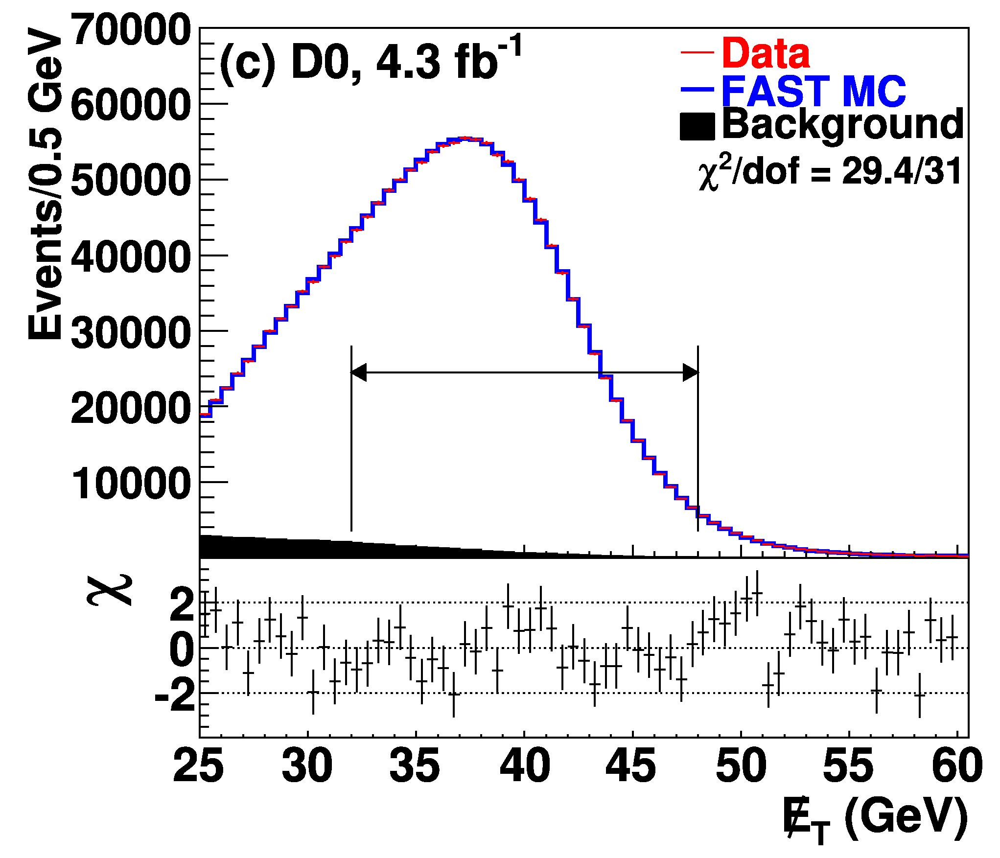 70000
60000
50000
40000
30000
20000
10000
Events/0.5 GeV
(c) D0, 4.3 fb⁻¹
Data
FAST MC
Background
χ²/dof = 29.4/31
χ
2
0
-2
25 30 35 40 45 50 55 60
E̸_T (GeV)